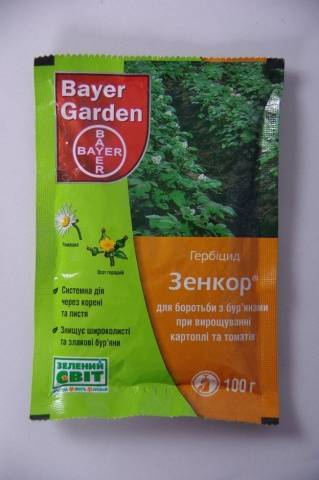 Bayer
Garden
BAYER
BAYER
Ромашка
Осот городній
Системна дія
через корені
та листя
Знищує широколисті
та злакові бур'яни
ЗЕЛЕНИЙ
СВІТ
Гербіцид
Зенкор®
для боротьби з бур'янами
при вирощуванні
картоплі та томатів
100 г